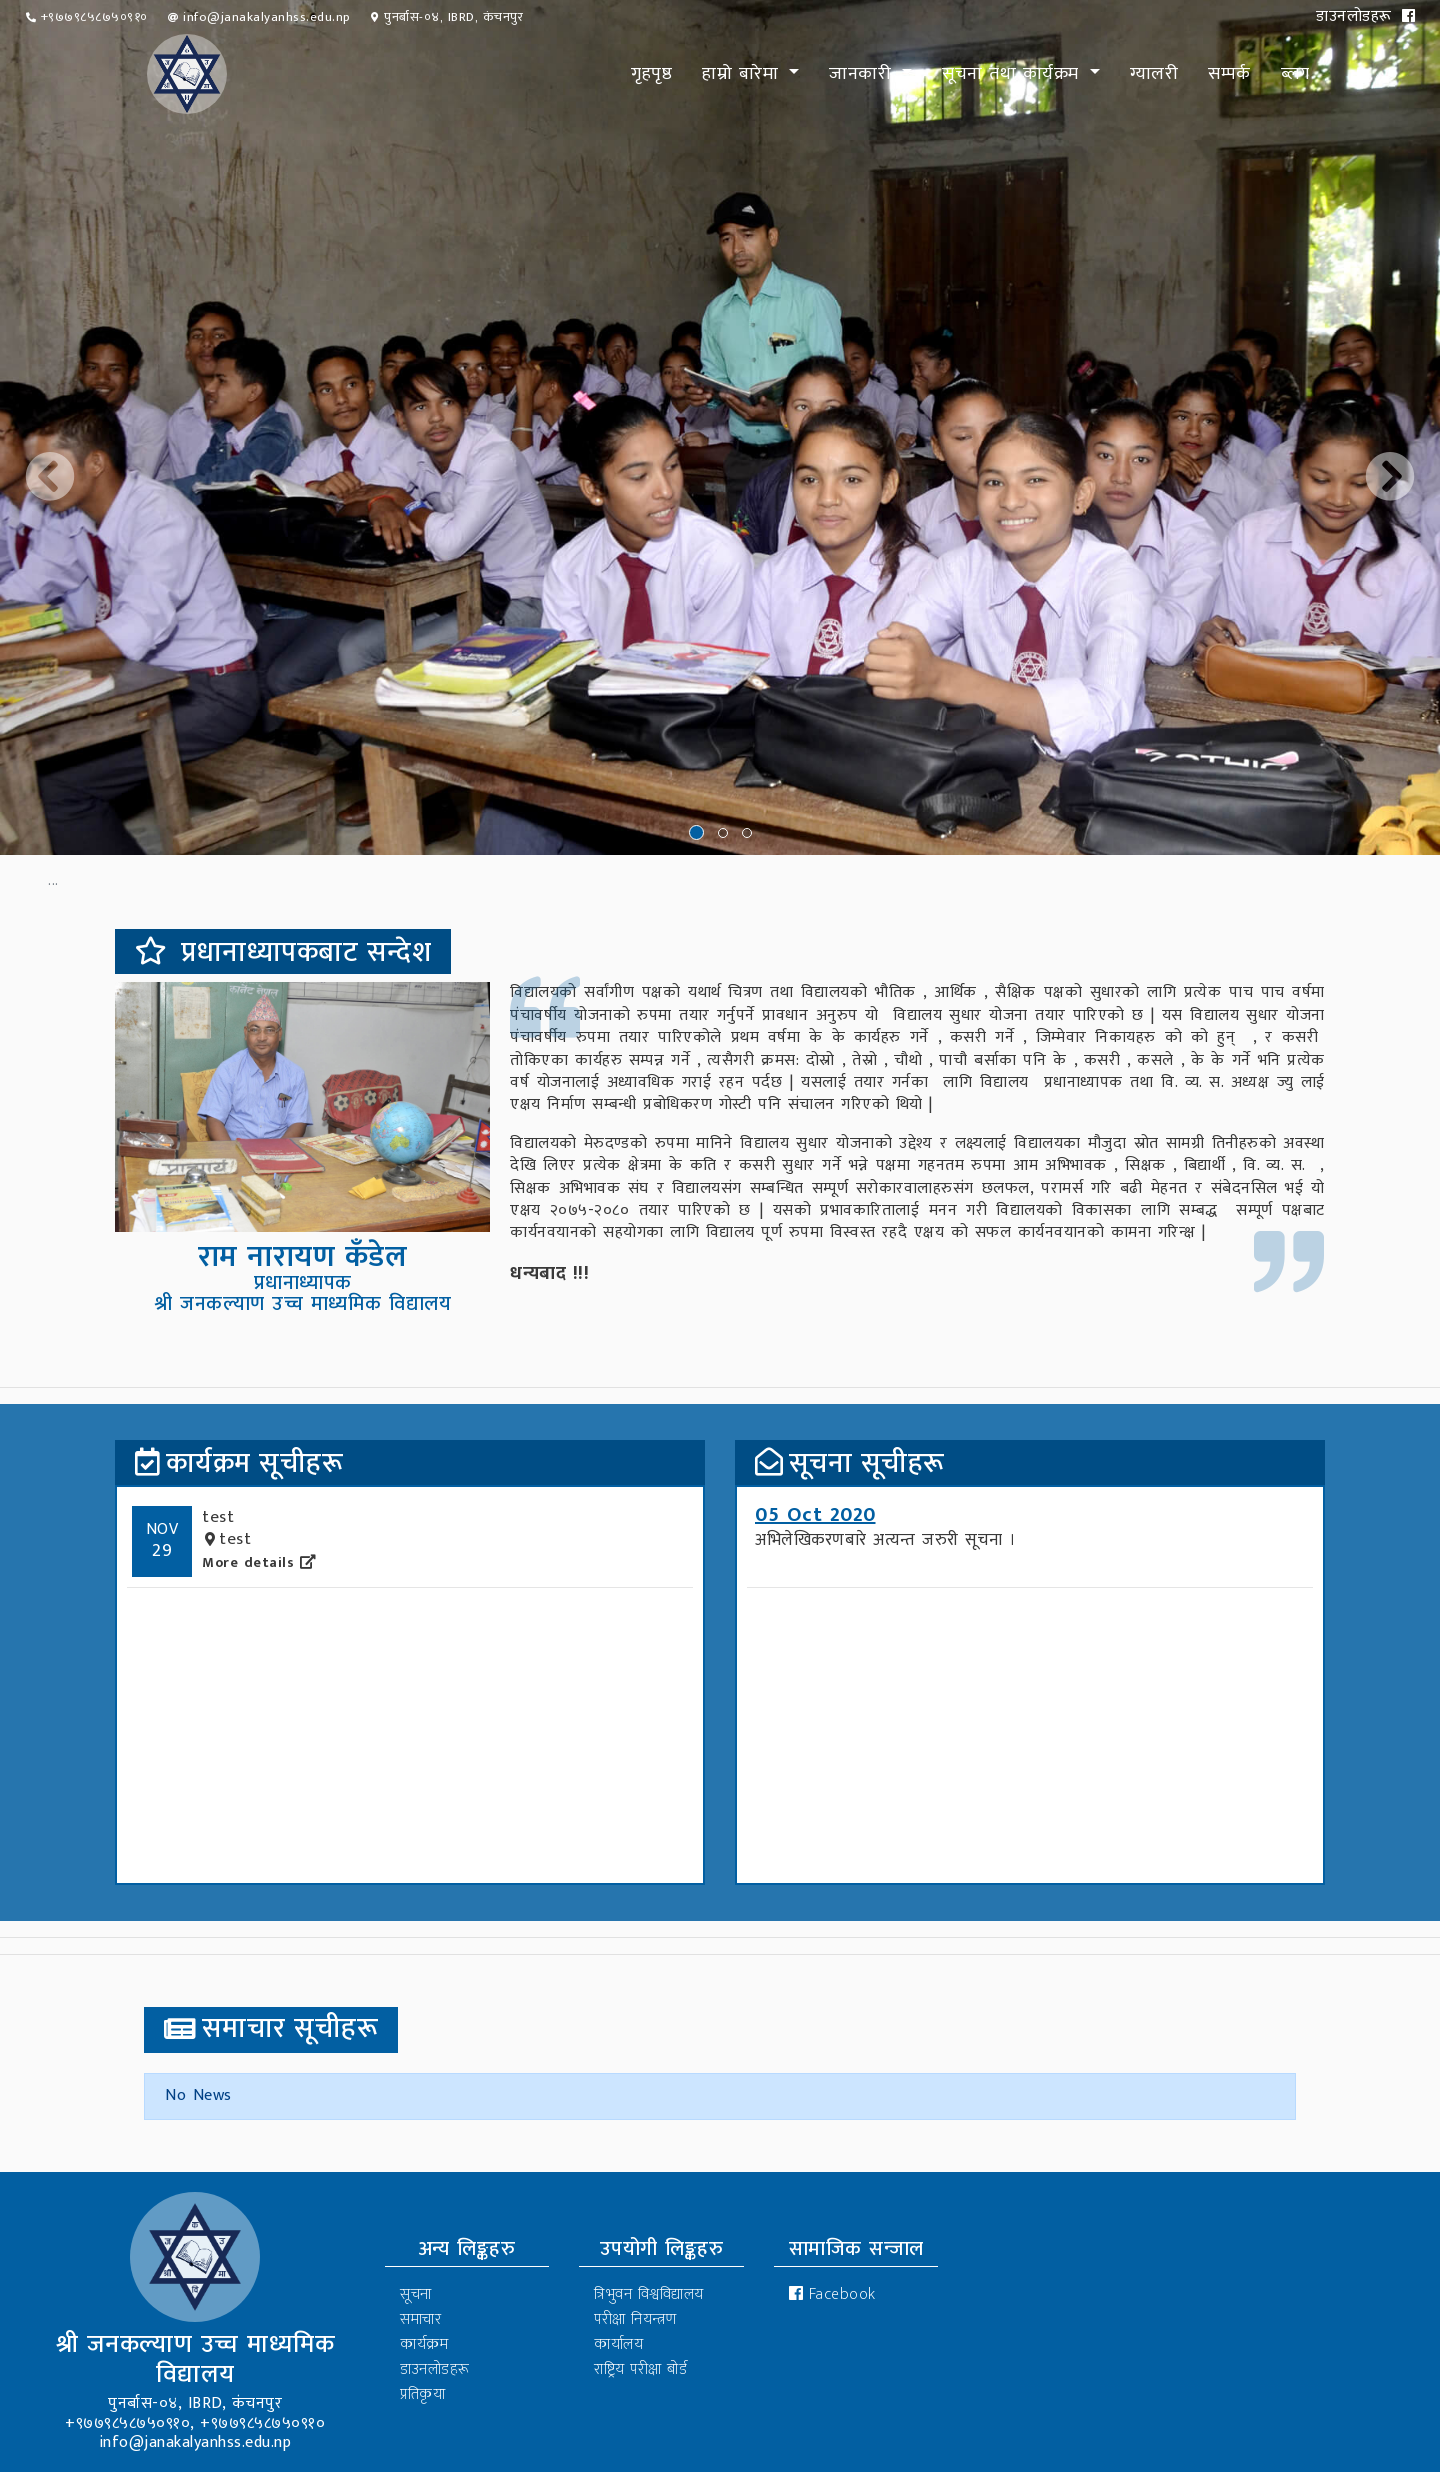 +९७७९८५८७५०९१० info@janakalyanhss.edu.np पुनर्बास-०४, IBRD, कंचनपुर
डाउनलोडहरू
गृहपृष्ठ हाम्रो बारेमा जानकारी सूचना तथा कार्यक्रम ग्यालरी सम्पर्क ब्लग
...
प्रधानाध्यापकबाट सन्देश
विद्यालयको सर्वांगीण पक्षको यथार्थ चित्रण तथा विद्यालयको भौतिक , आर्थिक , सैक्षिक पक्षको सुधारको लागि प्रत्येक पाच पाच वर्षमा
पंचावर्षीय योजनाको रुपमा तयार गर्नुपर्ने प्रावधान अनुरुप यो विद्यालय सुधार योजना तयार पारिएको छ | यस विद्यालय सुधार योजना
पंचावर्षीय रुपमा तयार पारिएकोले प्रथम वर्षमा के के कार्यहरु गर्ने , कसरी गर्ने , जिम्मेवार निकायहरु को को हुन् , र कसरी
तोकिएका कार्यहरु सम्पन्न गर्ने , त्यसैगरी क्रमस: दोस्रो , तेस्रो , चौथो , पाचौ बर्साका पनि के , कसरी , कसले , के के गर्ने भनि प्रत्येक
वर्ष योजनालाई अध्यावधिक गराई रहन पर्दछ | यसलाई तयार गर्नका लागि विद्यालय प्रधानाध्यापक तथा वि. व्य. स. अध्यक्ष ज्यु लाई
एक्षय निर्माण सम्बन्धी प्रबोधिकरण गोस्टी पनि संचालन गरिएको थियो |
विद्यालयको मेरुदण्डको रुपमा मानिने विद्यालय सुधार योजनाको उद्देश्य र लक्ष्यलाई विद्यालयका मौजुदा स्रोत सामग्री तिनीहरुको अवस्था
देखि लिएर प्रत्येक क्षेत्रमा के कति र कसरी सुधार गर्ने भन्ने पक्षमा गहनतम रुपमा आम अभिभावक , सिक्षक , बिद्यार्थी , वि. व्य. स. ,
सिक्षक अभिभावक संघ र विद्यालयसंग सम्बन्धित सम्पूर्ण सरोकारवालाहरुसंग छलफल, परामर्स गरि बढी मेहनत र संबेदनसिल भई यो
एक्षय २०७५-२०८० तयार पारिएको छ | यसको प्रभावकारितालाई मनन गरी विद्यालयको विकासका लागि सम्बद्ध सम्पूर्ण पक्षबाट
कार्यनवयानको सहयोगका लागि विद्यालय पूर्ण रुपमा विस्वस्त रहदै एक्षय को सफल कार्यनवयानको कामना गरिन्क्ष |
धन्यबाद !!!
राम नारायण कँडेल
प्रधानाध्यापक
श्री जनकल्याण उच्च माध्यमिक विद्यालय
कार्यक्रम सूचीहरू
NOV
29
test
test
More details
सूचना सूचीहरू
05 Oct 2020
अभिलेखिकरणबारे अत्यन्त जरुरी सूचना ।
समाचार सूचीहरू
No News
श्री जनकल्याण उच्च माध्यमिक
विद्यालय
पुनर्बास-०४, IBRD, कंचनपुर
+९७७९८५८७५०९१०, +९७७९८५८७५०९१०
info@janakalyanhss.edu.np
अन्य लिङ्कहरु
सूचना
समाचार
कार्यक्रम
डाउनलोडहरू
प्रतिकृया
उपयोगी लिङ्कहरु
त्रिभुवन विश्वविद्यालय
परीक्षा नियन्त्रण
कार्यालय
राष्ट्रिय परीक्षा बोर्ड
सामाजिक सन्जाल
Facebook